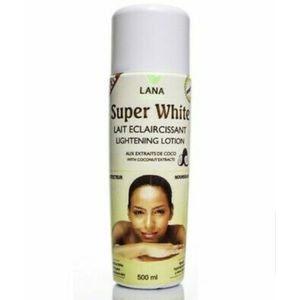 LANA
Super White
LAIT ECLAIRCISSANT
LIGHTENING LOTION
AUX EXTRAITS DE COCO
WITH COCONUT EXTRACTS
500 ml